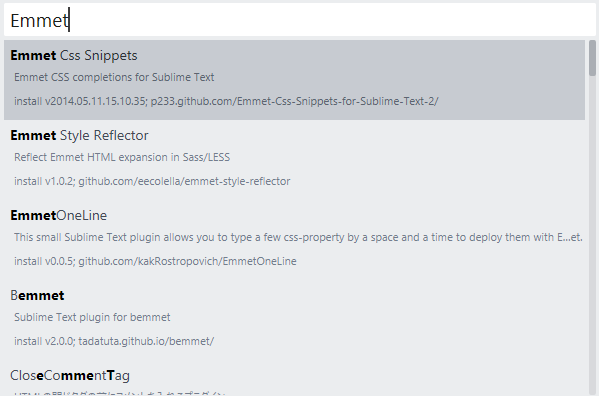 Emmet
Emmet Css Snippets
Emmet CSS completions for Sublime Text
install v2014.05.11.15.10.35; p233.github.com/Emmet-Css-Snippets-for-Sublime-Text-2/
Emmet Style Reflector
Reflect Emmet HTML expansion in Sass/LESS
install v1.0.2; github.com/eecolella/emmet-style-reflector
EmmetOneLine
This small Sublime Text plugin allows you to type a few css-property by a space and a time to deploy them with E...et.
install v0.0.5; github.com/kakRostropovich/EmmetOneLine
Bemmet
Sublime Text plugin for bemmet
install v2.0.0; tadatuta.github.io/bemmet/
CloseCommentTag